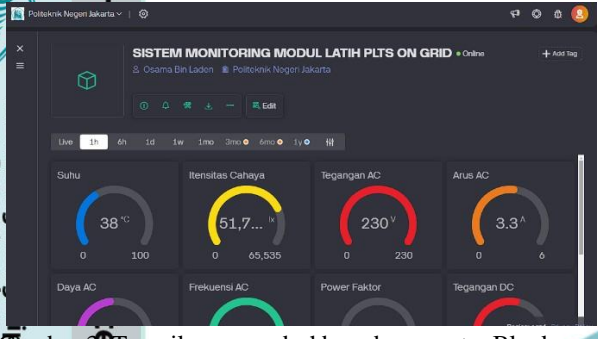 Politeknik Negeri Jakarta
SISTEM MONITORING MODUL LATIH PLTS ON GRID • Online
+ Add Tag
Osama Bin Laden Politeknik Negeri Jakarta
Edit
Live 1h 6h 1d 1w 1mo 3mo 6mo 1y
Suhu Itensitas Cahaya Tegangan AC Arus AC
38 °C 51,7... lx 230 V 3.3 A
0 100 0 65,535 0 230 0 6
Daya AC Frekuensi AC Power Faktor Tegangan DC